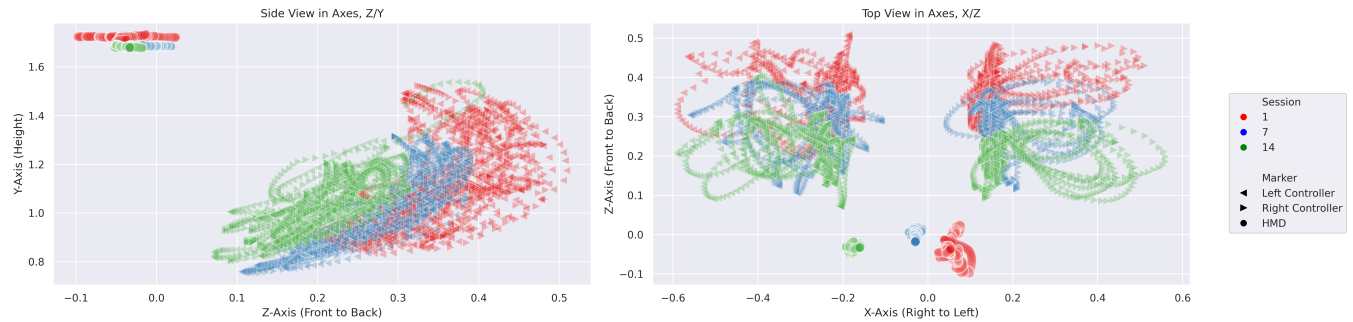 Side View in Axes, Z/Y
Y-Axis (Height)
1.6
1.4
1.2
1.0
0.8
−0.1 0.0 0.1 0.2 0.3 0.4 0.5
Z-Axis (Front to Back)
Top View in Axes, X/Z
Z-Axis (Front to Back)
0.5
0.4
0.3
0.2
0.1
0.0
−0.1
−0.6 −0.4 −0.2 0.0 0.2 0.4 0.6
X-Axis (Right to Left)
Session
1
7
14
Marker
Left Controller
Right Controller
HMD